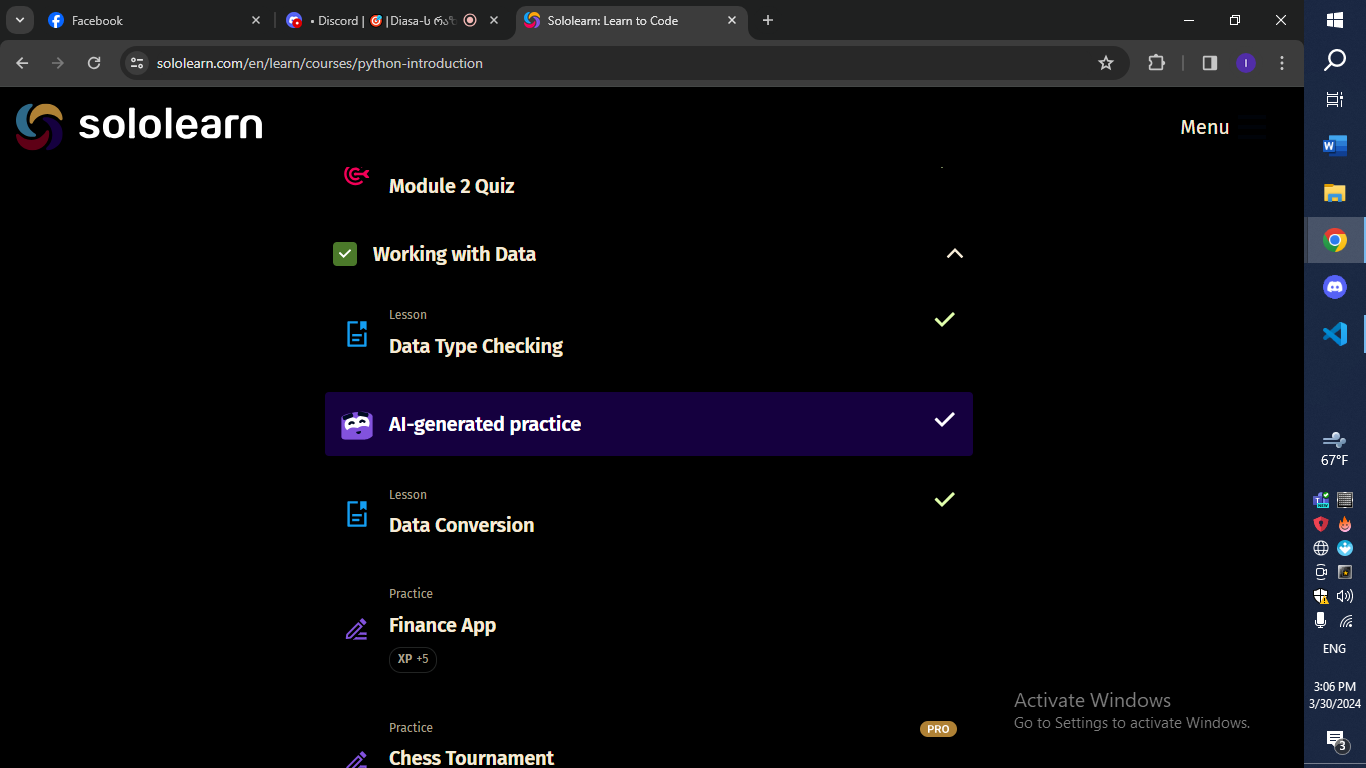 Facebook
• Discord | 🎯 | Diasa-ს რაზ
Sololearn: Learn to Code
sololearn.com/en/learn/courses/python-introduction
I
sololearn
Menu
Module 2 Quiz
Working with Data
Lesson
Data Type Checking
AI-generated practice
Lesson
Data Conversion
Practice
Finance App
XP +5
Practice
PRO
Chess Tournament
Activate Windows
Go to Settings to activate Windows.
67°F
ENG
3:06 PM
3/30/2024
3